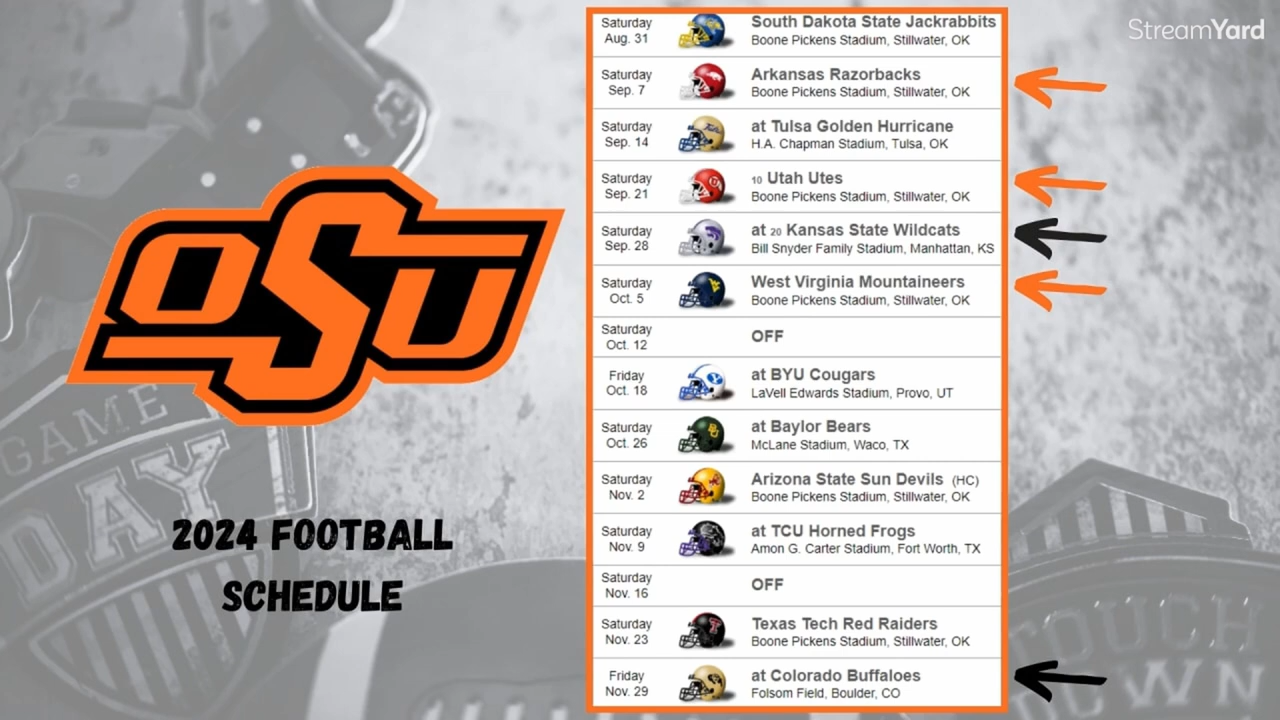 StreamYard
OSU
2024 FOOTBALL
SCHEDULE
GAME
DAY
TOUCH
DOWN
Saturday
Aug. 31
South Dakota State Jackrabbits
Boone Pickens Stadium, Stillwater, OK
Saturday
Sep. 7
Arkansas Razorbacks
Boone Pickens Stadium, Stillwater, OK
Saturday
Sep. 14
at Tulsa Golden Hurricane
H.A. Chapman Stadium, Tulsa, OK
Saturday
Sep. 21
10 Utah Utes
Boone Pickens Stadium, Stillwater, OK
Saturday
Sep. 28
at 20 Kansas State Wildcats
Bill Snyder Family Stadium, Manhattan, KS
Saturday
Oct. 5
West Virginia Mountaineers
Boone Pickens Stadium, Stillwater, OK
Saturday
Oct. 12
OFF
Friday
Oct. 18
at BYU Cougars
LaVell Edwards Stadium, Provo, UT
Saturday
Oct. 26
at Baylor Bears
McLane Stadium, Waco, TX
Saturday
Nov. 2
Arizona State Sun Devils (HC)
Boone Pickens Stadium, Stillwater, OK
Saturday
Nov. 9
at TCU Horned Frogs
Amon G. Carter Stadium, Fort Worth, TX
Saturday
Nov. 16
OFF
Saturday
Nov. 23
Texas Tech Red Raiders
Boone Pickens Stadium, Stillwater, OK
Friday
Nov. 29
at Colorado Buffaloes
Folsom Field, Boulder, CO